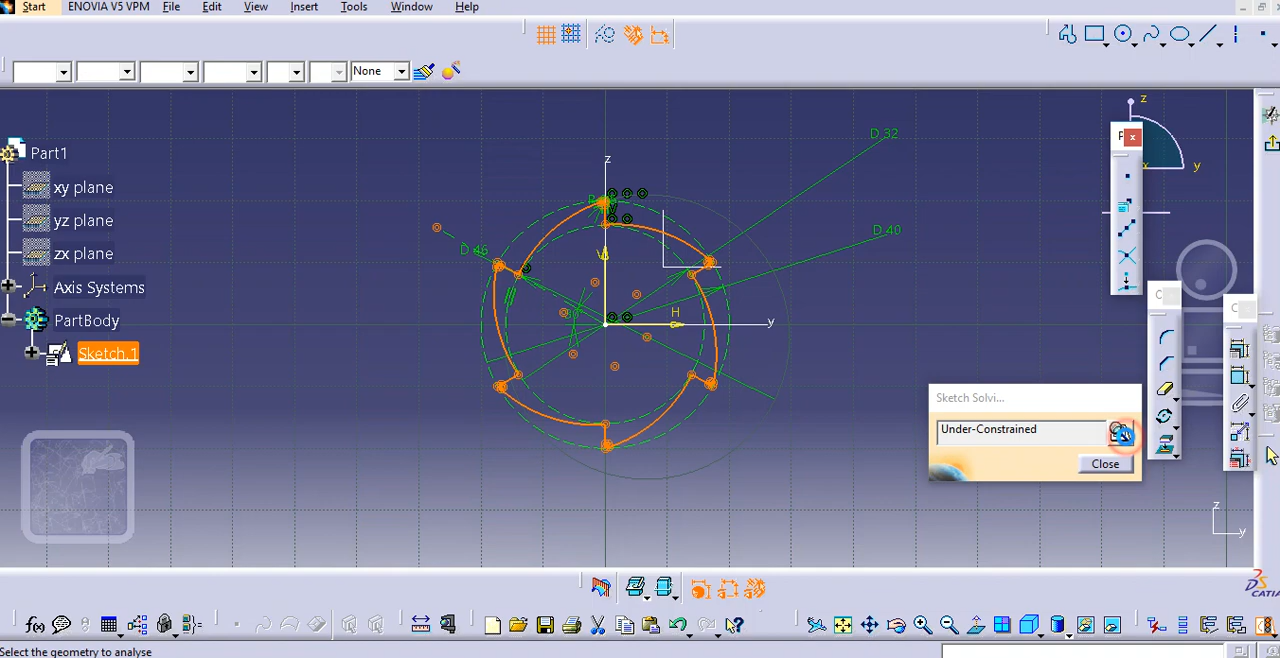 Start ENOVIA V5 VPM File Edit View Insert Tools Window Help
None
Part1
xy plane
yz plane
zx plane
Axis Systems
PartBody
Sketch.1
D 32
D 40
D 46
z
y
V
H
z
x
y
P x
C
C
Sketch Solvi...
Under-Constrained
Close
z
y
CATIA
f(x)
Select the geometry to analyse